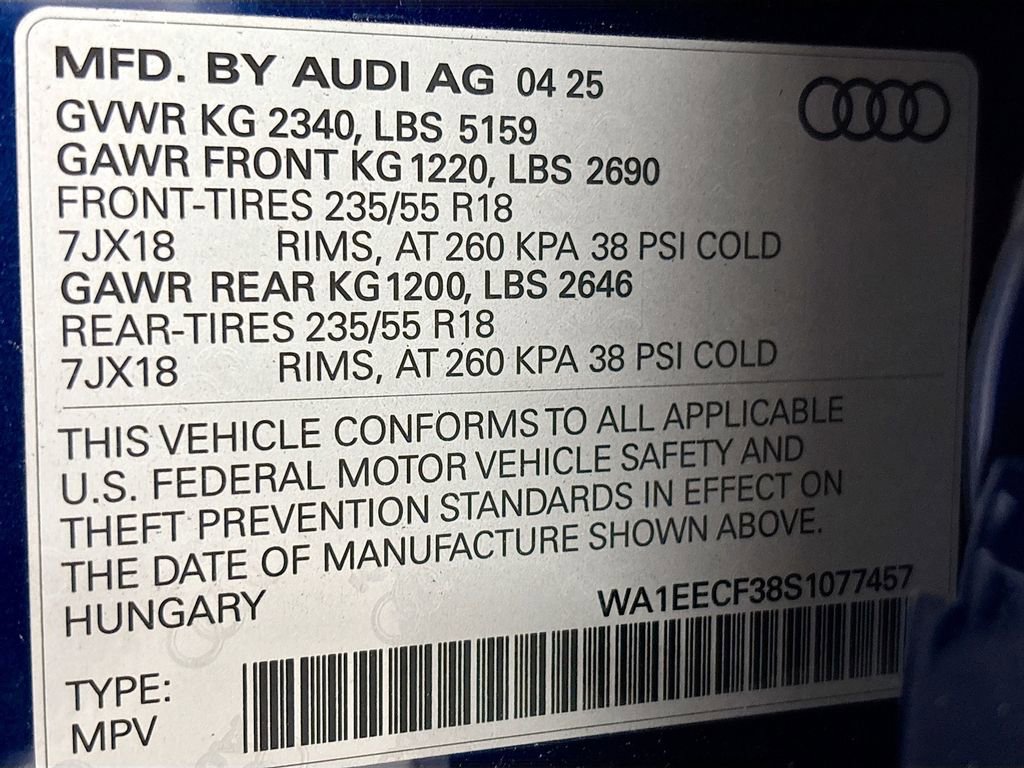 MFD. BY AUDI AG 04 25
GVWR KG 2340, LBS 5159
GAWR FRONT KG 1220, LBS 2690
FRONT-TIRES 235/55 R18
7JX18 RIMS, AT 260 KPA 38 PSI COLD
GAWR REAR KG 1200, LBS 2646
REAR-TIRES 235/55 R18
7JX18 RIMS, AT 260 KPA 38 PSI COLD
THIS VEHICLE CONFORMS TO ALL APPLICABLE
U.S. FEDERAL MOTOR VEHICLE SAFETY AND
THEFT PREVENTION STANDARDS IN EFFECT ON
THE DATE OF MANUFACTURE SHOWN ABOVE.
HUNGARY
WA1EECF38S1077457
TYPE:
MPV